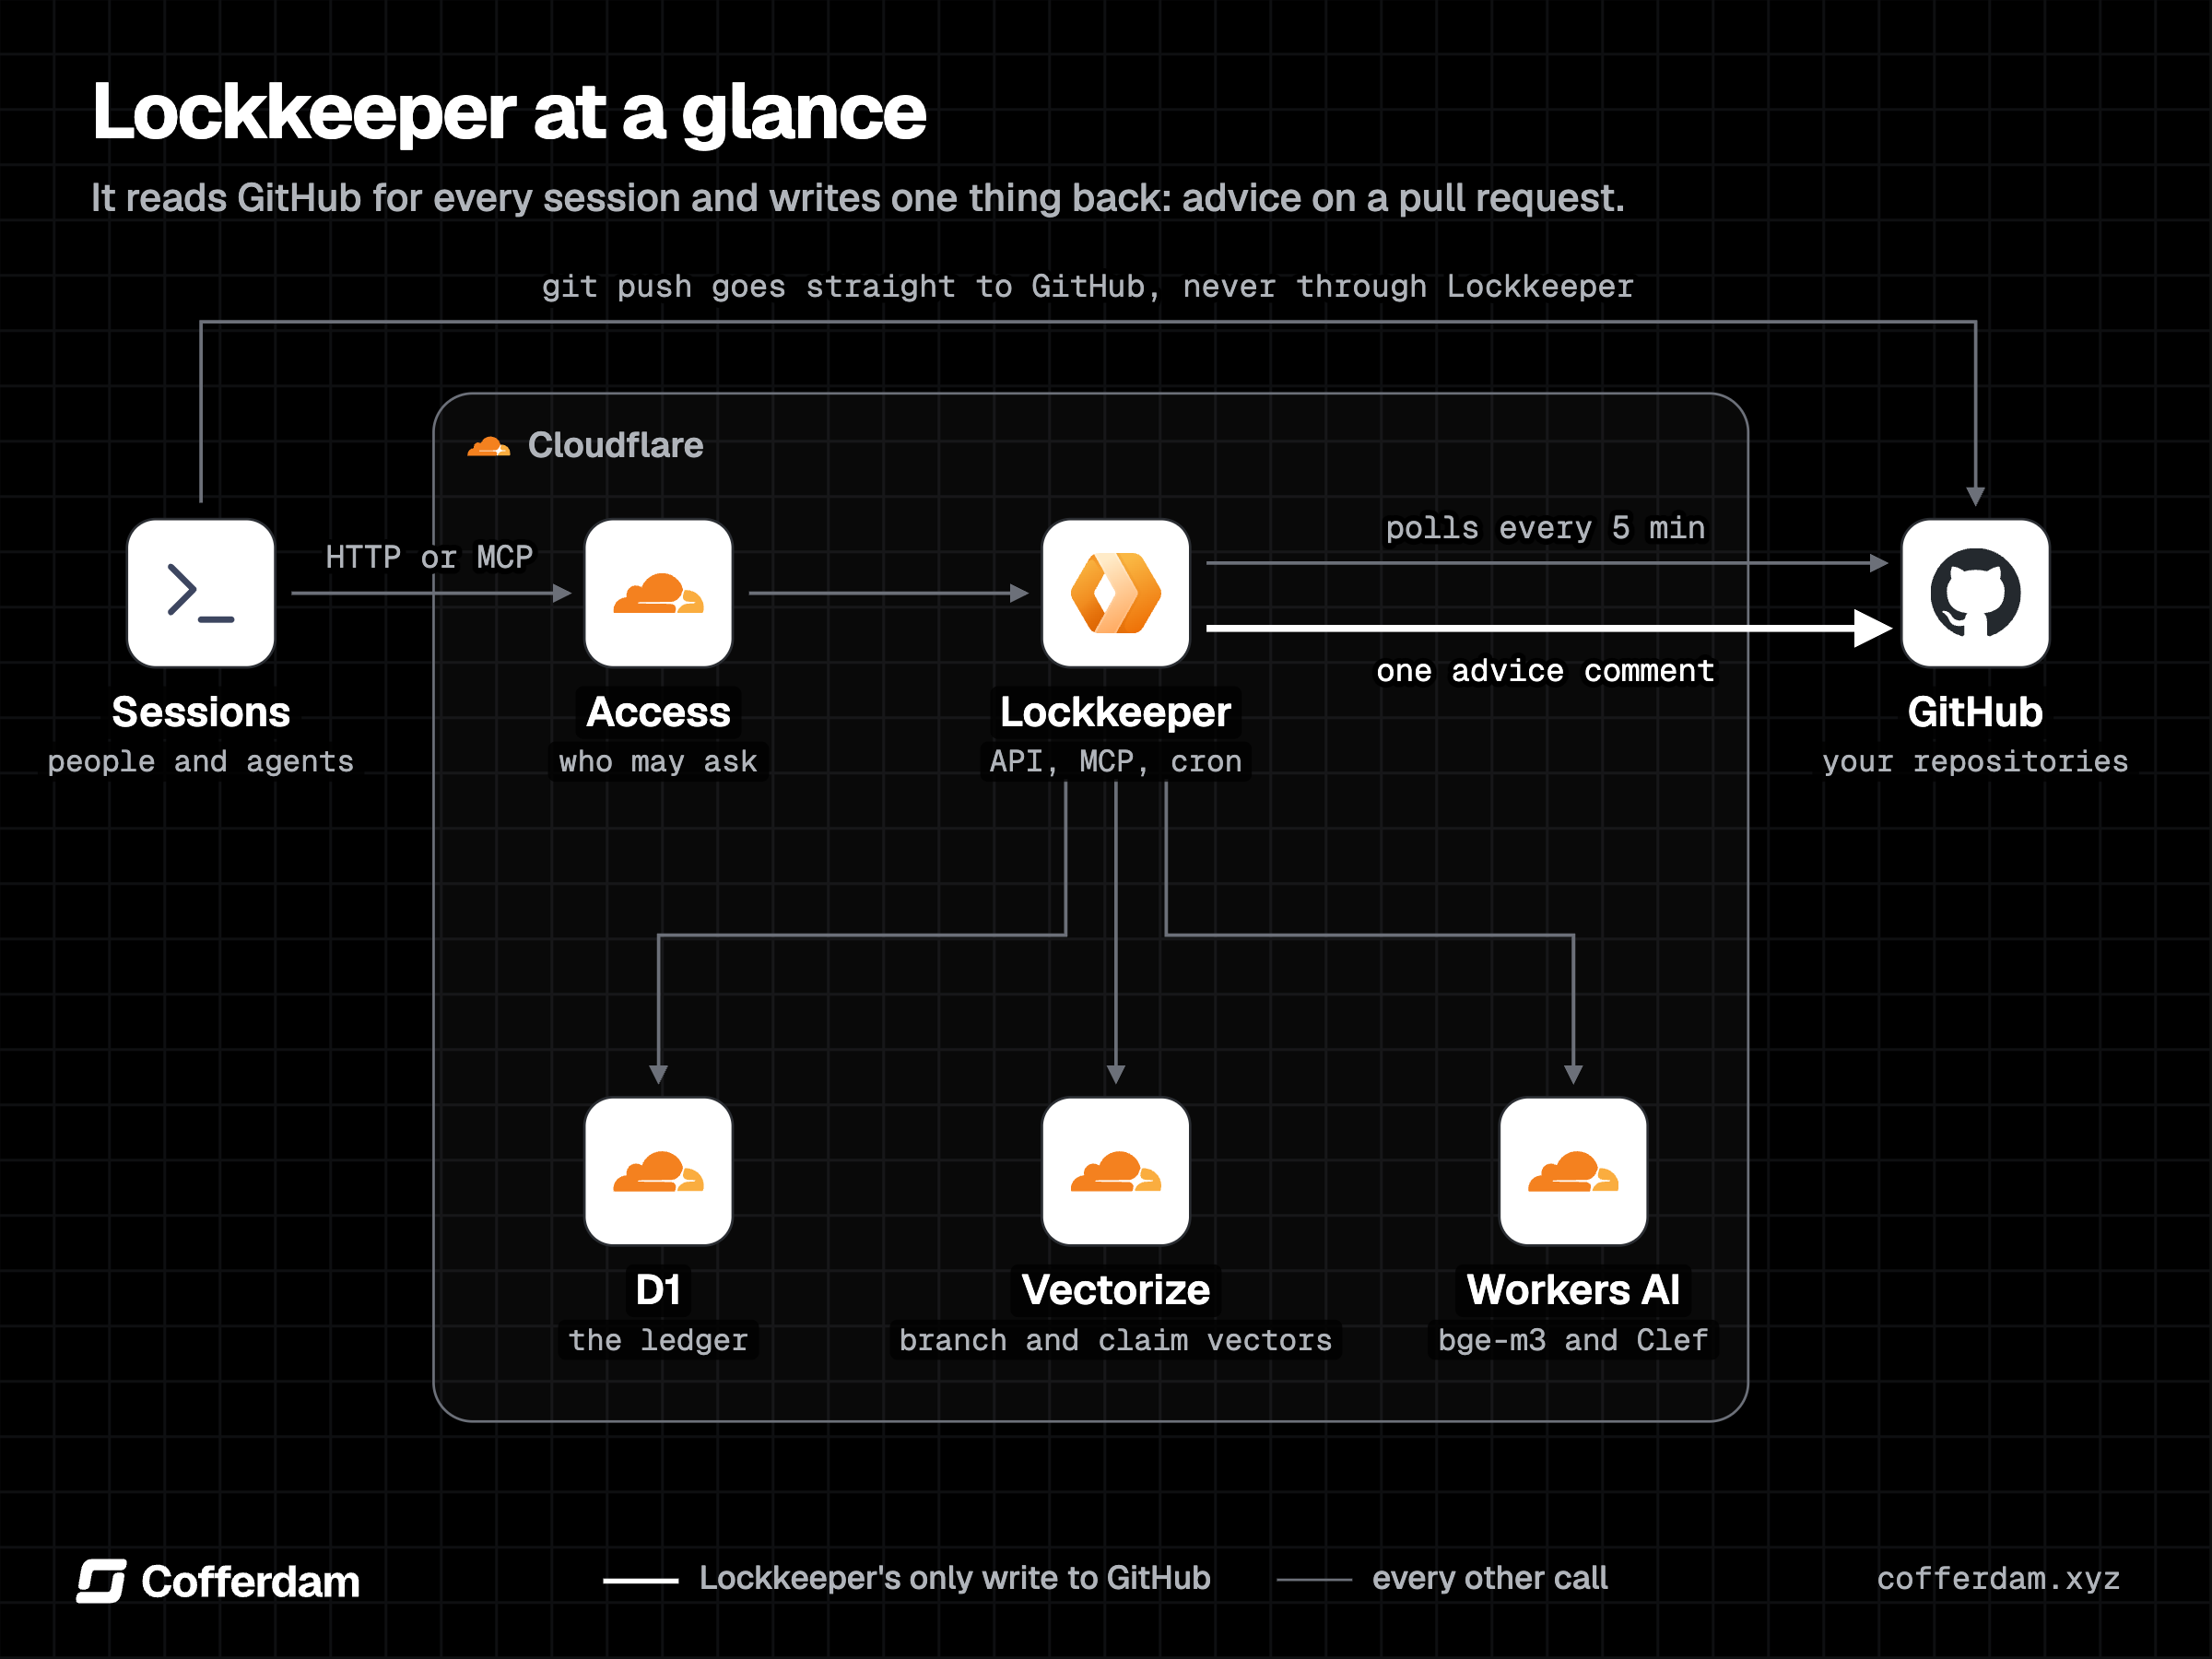 Lockkeeper at a glance
It reads GitHub for every session and writes one thing back: advice on a pull request.
git push goes straight to GitHub, never through Lockkeeper
Cloudflare
HTTP or MCP
polls every 5 min
one advice comment
Sessions
people and agents
Access
who may ask
Lockkeeper
API, MCP, cron
GitHub
your repositories
D1
the ledger
Vectorize
branch and claim vectors
Workers AI
bge-m3 and Clef
Cofferdam
Lockkeeper's only write to GitHub
every other call
cofferdam.xyz